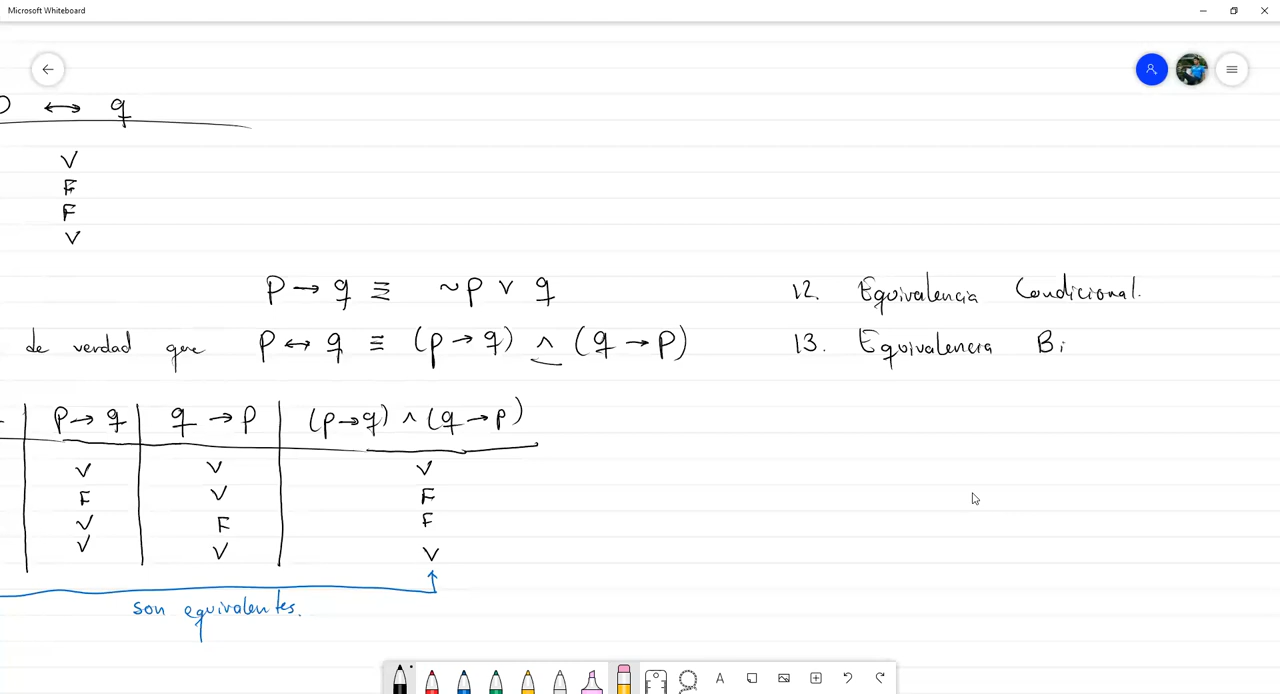 Microsoft Whiteboard
↔ q
V
F
F
V
p → q ≡ ~p ∨ q 12. Equivalencia Condicional.
de verdad que p ↔ q ≡ (p → q) ∧ (q → p) 13. Equivalencia Bi
p → q | q → p | (p → q) ∧ (q → p)
V V V
F V F
V F F
V V V
son equivalentes.
A